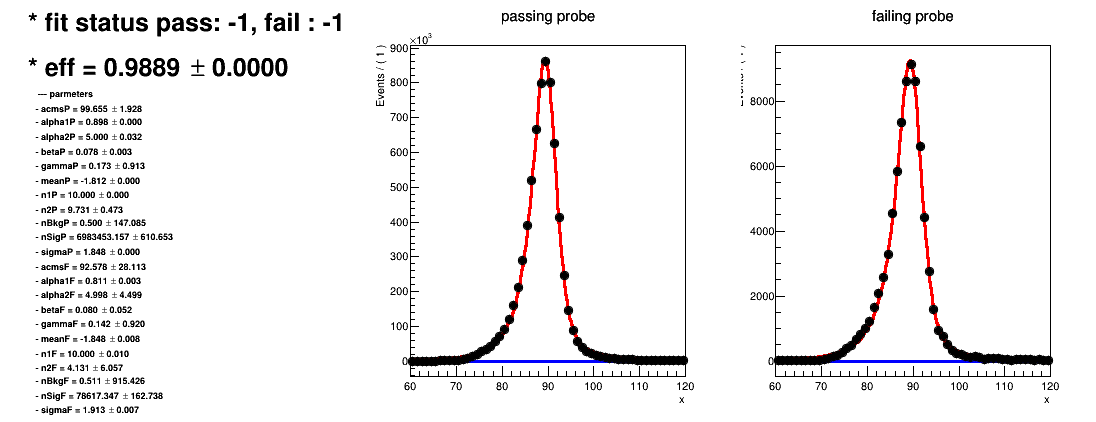 * fit status pass: -1, fail : -1
* eff = 0.9889 ± 0.0000
--- parmeters
- acmsP = 99.655 ± 1.928
- alpha1P = 0.898 ± 0.000
- alpha2P = 5.000 ± 0.032
- betaP = 0.078 ± 0.003
- gammaP = 0.173 ± 0.913
- meanP = -1.812 ± 0.000
- n1P = 10.000 ± 0.000
- n2P = 9.731 ± 0.473
- nBkgP = 0.500 ± 147.085
- nSigP = 6983453.157 ± 610.653
- sigmaP = 1.848 ± 0.000
- acmsF = 92.578 ± 28.113
- alpha1F = 0.811 ± 0.003
- alpha2F = 4.998 ± 4.499
- betaF = 0.080 ± 0.052
- gammaF = 0.142 ± 0.920
- meanF = -1.848 ± 0.008
- n1F = 10.000 ± 0.010
- n2F = 4.131 ± 6.057
- nBkgF = 0.511 ± 915.426
- nSigF = 78617.347 ± 162.738
- sigmaF = 1.913 ± 0.007
passing probe
×10³
Events / ( 1 )
900
800
700
600
500
400
300
200
100
0
60 70 80 90 100 110 120
x
failing probe
8000
6000
4000
2000
0
60 70 80 90 100 110 120
x